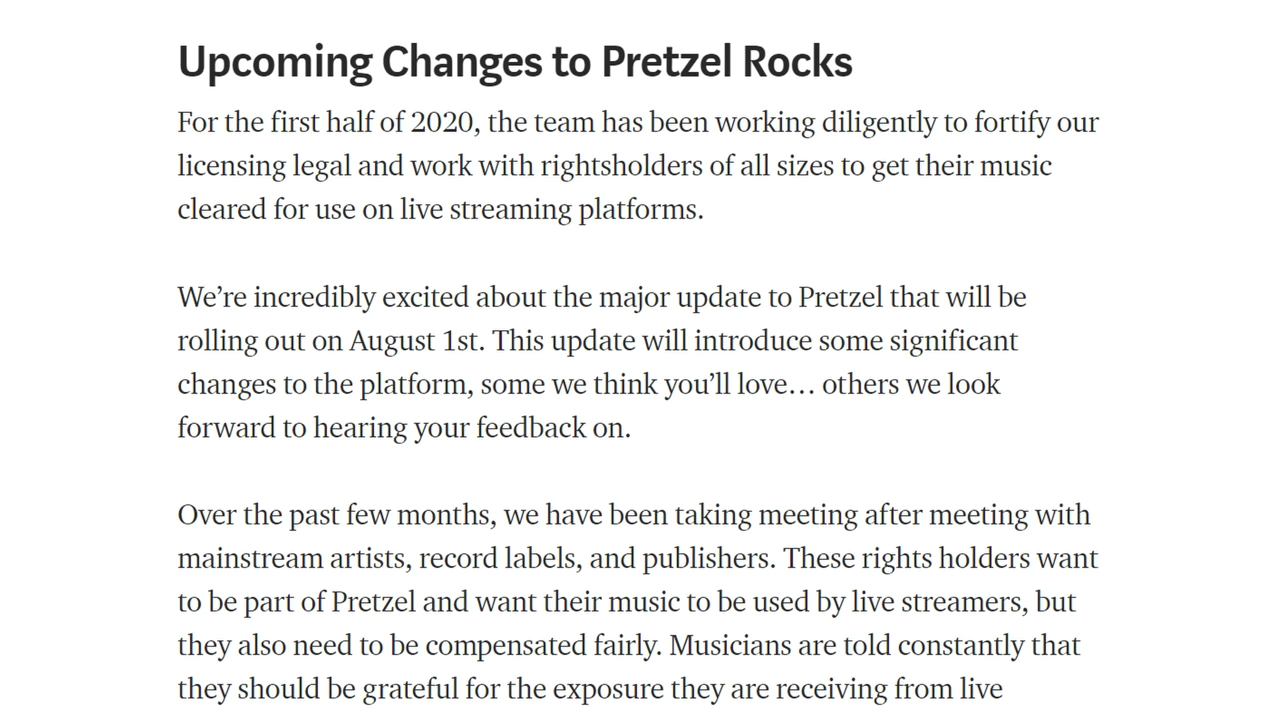 Upcoming Changes to Pretzel Rocks
For the first half of 2020, the team has been working diligently to fortify our
licensing legal and work with rightsholders of all sizes to get their music
cleared for use on live streaming platforms.
We’re incredibly excited about the major update to Pretzel that will be
rolling out on August 1st. This update will introduce some significant
changes to the platform, some we think you’ll love… others we look
forward to hearing your feedback on.
Over the past few months, we have been taking meeting after meeting with
mainstream artists, record labels, and publishers. These rights holders want
to be part of Pretzel and want their music to be used by live streamers, but
they also need to be compensated fairly. Musicians are told constantly that
they should be grateful for the exposure they are receiving from live